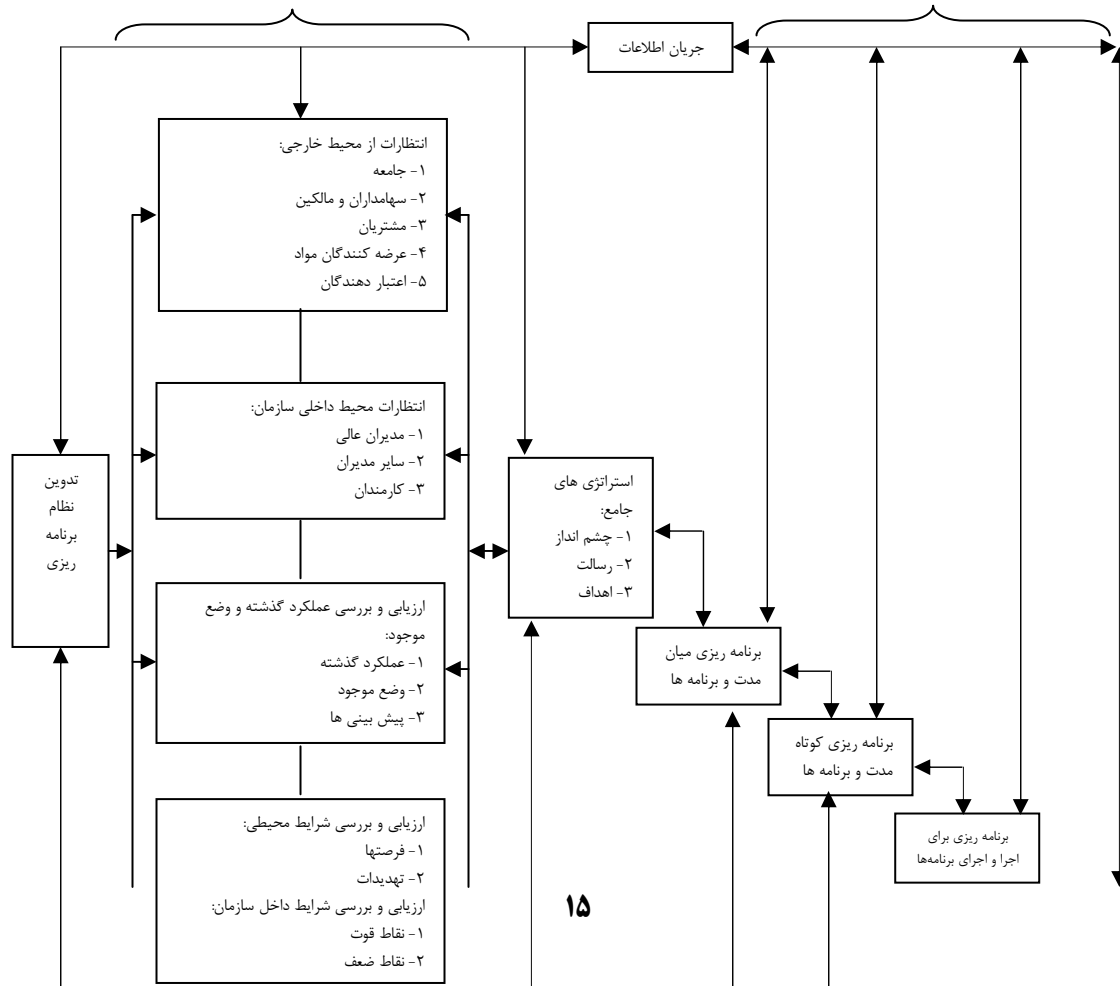 جریان اطلاعات
انتظارات از محیط خارجی:
۱- جامعه
۲- سهامداران و مالکین
۳- مشتریان
۴- عرضه کنندگان مواد
۵- اعتبار دهندگان
انتظارات محیط داخلی سازمان:
۱- مدیران عالی
۲- سایر مدیران
۳- کارمندان
ارزیابی و بررسی عملکرد گذشته و وضع
موجود:
۱- عملکرد گذشته
۲- وضع موجود
۳- پیش بینی ها
ارزیابی و بررسی شرایط محیطی:
۱- فرصتها
۲- تهدیدات
ارزیابی و بررسی شرایط داخل سازمان:
۱- نقاط قوت
۲- نقاط ضعف
تدوین
نظام
برنامه
ریزی
استراتژی های
جامع:
۱- چشم انداز
۲- رسالت
۳- اهداف
برنامه ریزی میان
مدت و برنامه ها
برنامه ریزی کوتاه
مدت و برنامه ها
برنامه ریزی برای
اجرا و اجرای برنامه‌ها
۱۵